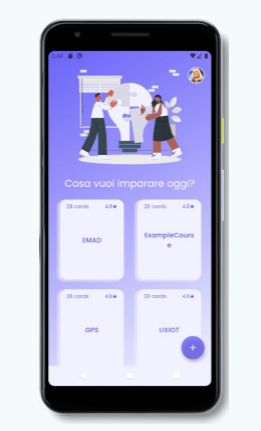 Cosa vuoi imparare oggi?
28 cards 4.8★
EMAD
28 cards 4.8★
ExampleCours
e
28 cards 4.8★
GPS
28 cards 4.8★
UXIOT
+